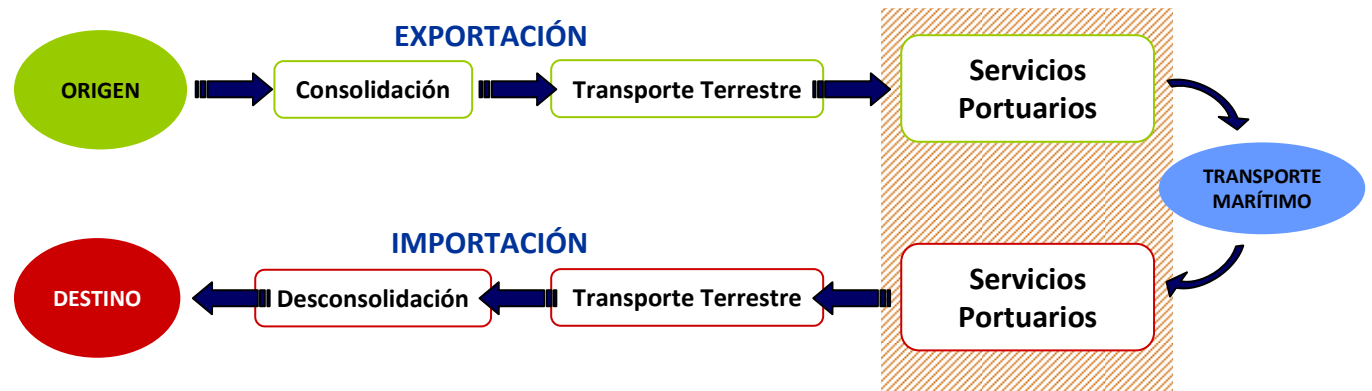 EXPORTACIÓN
ORIGEN
Consolidación
Transporte Terrestre
Servicios
Portuarios
TRANSPORTE
MARÍTIMO
IMPORTACIÓN
DESTINO
Desconsolidación
Transporte Terrestre
Servicios
Portuarios